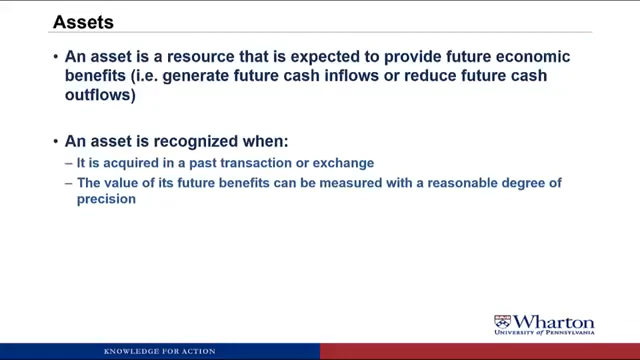 Assets
• An asset is a resource that is expected to provide future economic
benefits (i.e. generate future cash inflows or reduce future cash
outflows)
• An asset is recognized when:
– It is acquired in a past transaction or exchange
– The value of its future benefits can be measured with a reasonable degree of
precision
Wharton
UNIVERSITY OF PENNSYLVANIA
KNOWLEDGE FOR ACTION